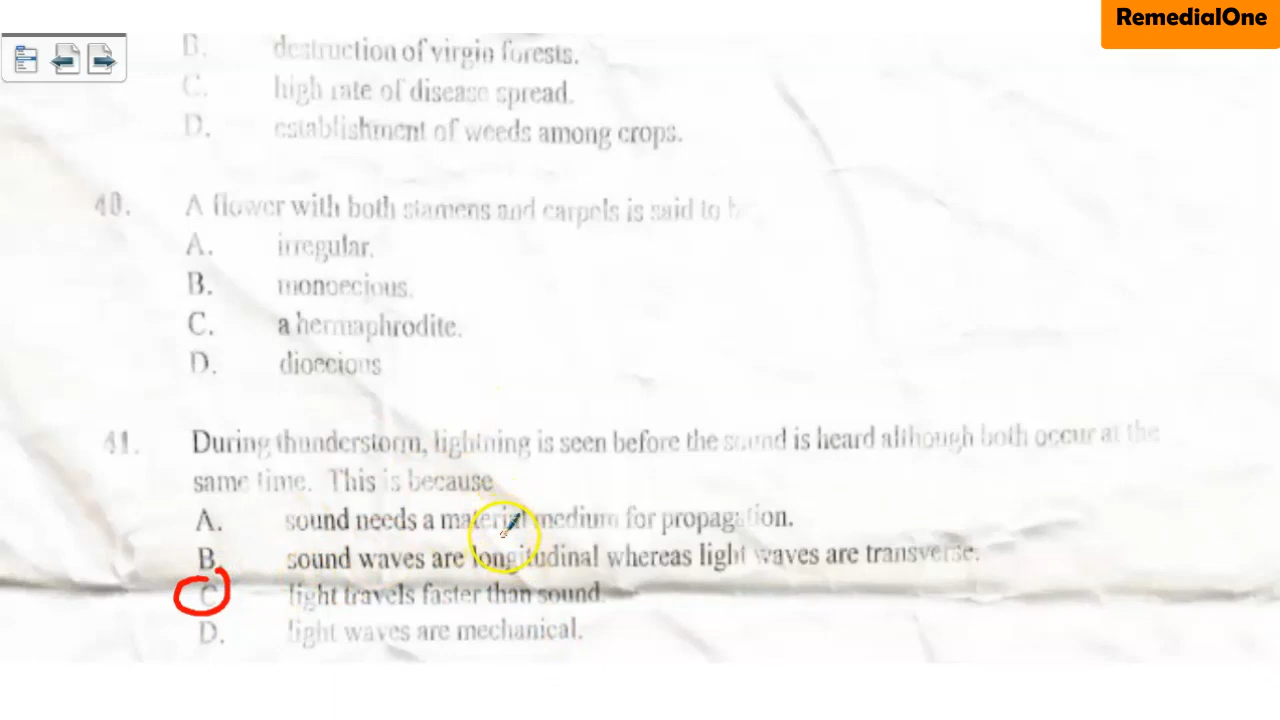 RemedialOne
B. destruction of virgin forests.
C. high rate of disease spread.
D. establishment of weeds among crops.
40. A flower with both stamens and carpels is said to
A. irregular.
B. monoecious.
C. a hermaphrodite.
D. dioecious
41. During thunderstorm, lightning is seen before the sound is heard although both occur at the
same time. This is because
A. sound needs a material medium for propagation.
B. sound waves are longitudinal whereas light waves are transverse.
C light travels faster than sound.
D. light waves are mechanical.